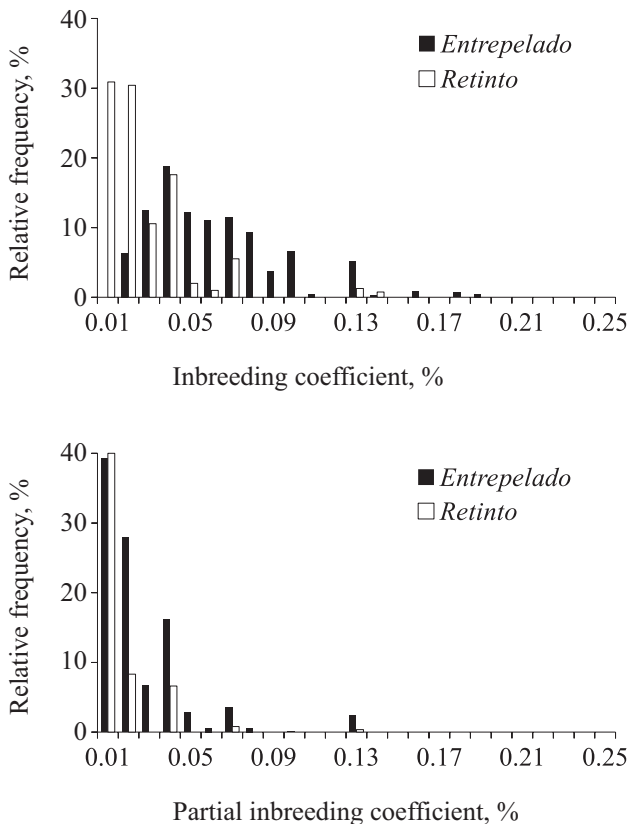 40
30
20
10
0
Relative frequency, %
Entrepelado
Retinto
0.01 0.05 0.09 0.13 0.17 0.21 0.25
Inbreeding coefficient, %
40
30
20
10
0
Relative frequency, %
Entrepelado
Retinto
0.01 0.05 0.09 0.13 0.17 0.21 0.25
Partial inbreeding coefficient, %